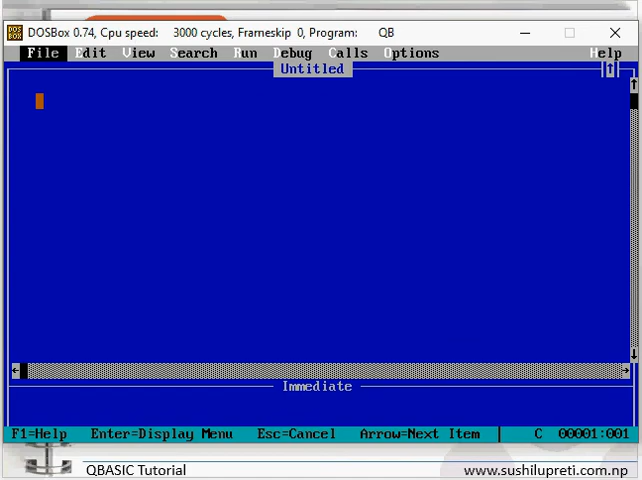 DOSBox 0.74, Cpu speed: 3000 cycles, Frameskip 0, Program: QB
File Edit View Search Run Debug Calls Options Help
Untitled
Immediate
F1=Help Enter=Display Menu Esc=Cancel Arrow=Next Item C 00001:001
QBASIC Tutorial www.sushilupreti.com.np